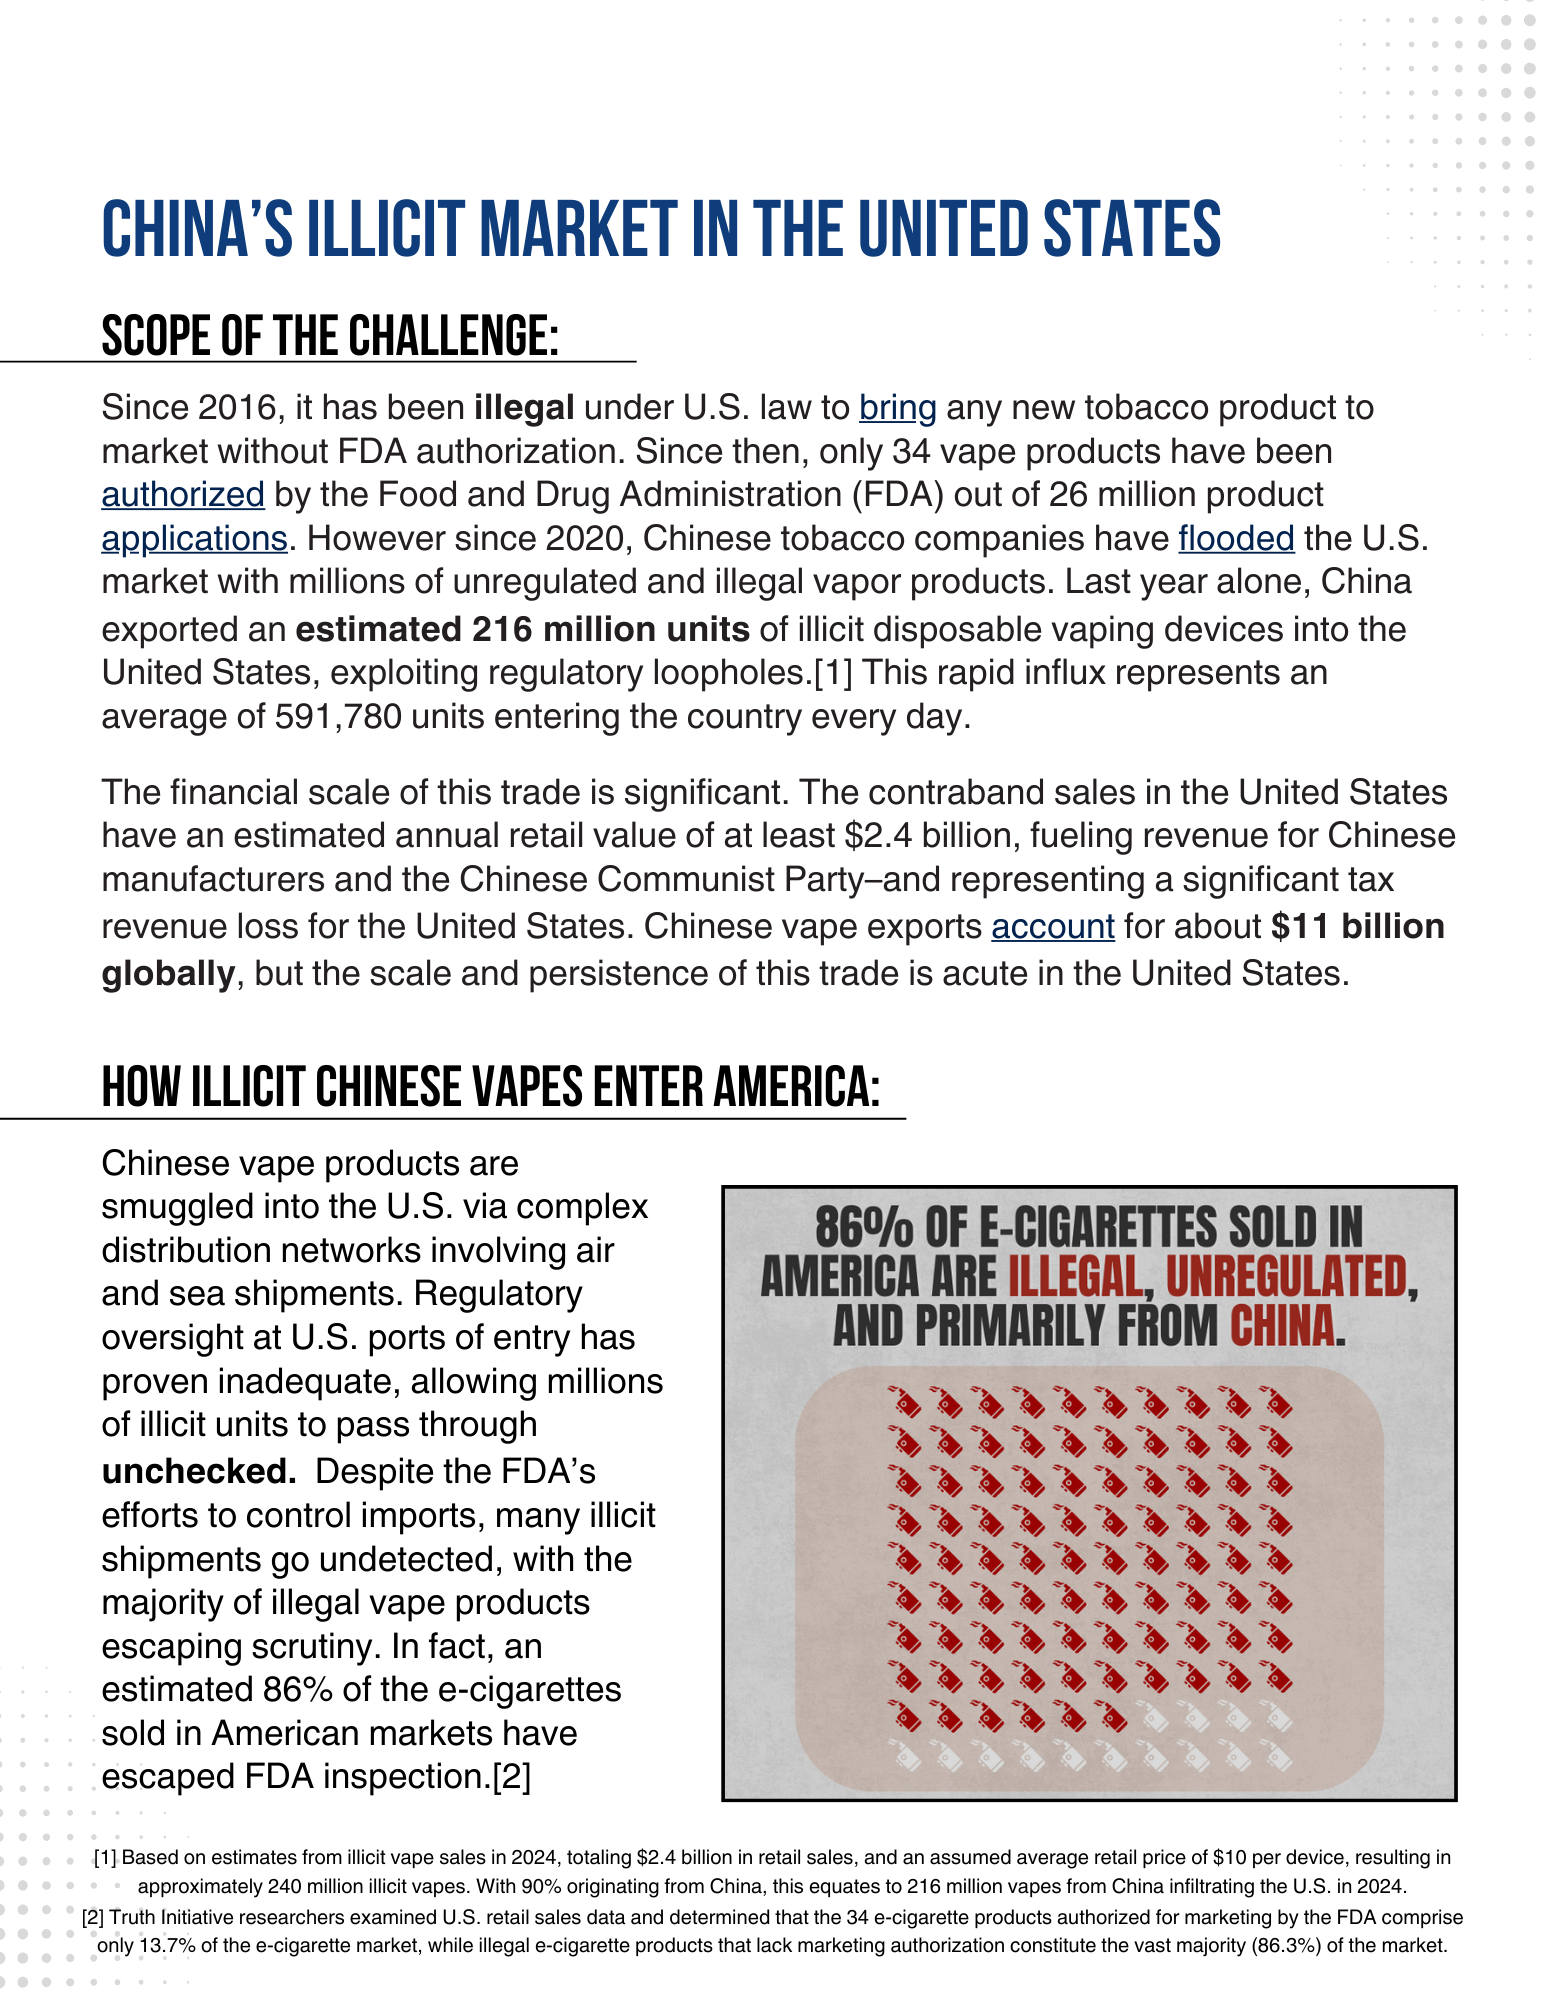 CHINA'S ILLICIT MARKET IN THE UNITED STATES
SCOPE OF THE CHALLENGE:
Since 2016, it has been illegal under U.S. law to bring any new tobacco product to
market without FDA authorization. Since then, only 34 vape products have been
authorized by the Food and Drug Administration (FDA) out of 26 million product
applications. However since 2020, Chinese tobacco companies have flooded the U.S.
market with millions of unregulated and illegal vapor products. Last year alone, China
exported an estimated 216 million units of illicit disposable vaping devices into the
United States, exploiting regulatory loopholes.[1] This rapid influx represents an
average of 591,780 units entering the country every day.
The financial scale of this trade is significant. The contraband sales in the United States
have an estimated annual retail value of at least $2.4 billion, fueling revenue for Chinese
manufacturers and the Chinese Communist Party–and representing a significant tax
revenue loss for the United States. Chinese vape exports account for about $11 billion
globally, but the scale and persistence of this trade is acute in the United States.
HOW ILLICIT CHINESE VAPES ENTER AMERICA:
Chinese vape products are
smuggled into the U.S. via complex
distribution networks involving air
and sea shipments. Regulatory
oversight at U.S. ports of entry has
proven inadequate, allowing millions
of illicit units to pass through
unchecked. Despite the FDA's
efforts to control imports, many illicit
shipments go undetected, with the
majority of illegal vape products
escaping scrutiny. In fact, an
estimated 86% of the e-cigarettes
sold in American markets have
escaped FDA inspection.[2]
86% OF E-CIGARETTES SOLD IN
AMERICA ARE ILLEGAL, UNREGULATED,
AND PRIMARILY FROM CHINA.
[1] Based on estimates from illicit vape sales in 2024, totaling $2.4 billion in retail sales, and an assumed average retail price of $10 per device, resulting in
approximately 240 million illicit vapes. With 90% originating from China, this equates to 216 million vapes from China infiltrating the U.S. in 2024.
[2] Truth Initiative researchers examined U.S. retail sales data and determined that the 34 e-cigarette products authorized for marketing by the FDA comprise
only 13.7% of the e-cigarette market, while illegal e-cigarette products that lack marketing authorization constitute the vast majority (86.3%) of the market.